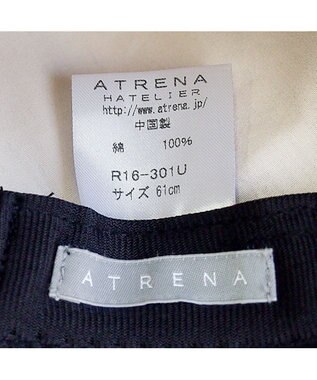 ATRENA
HATELIER
http://www.atrena.jp/
中国製
綿 100%
R16-301U
サイズ 61cm
ATRENA